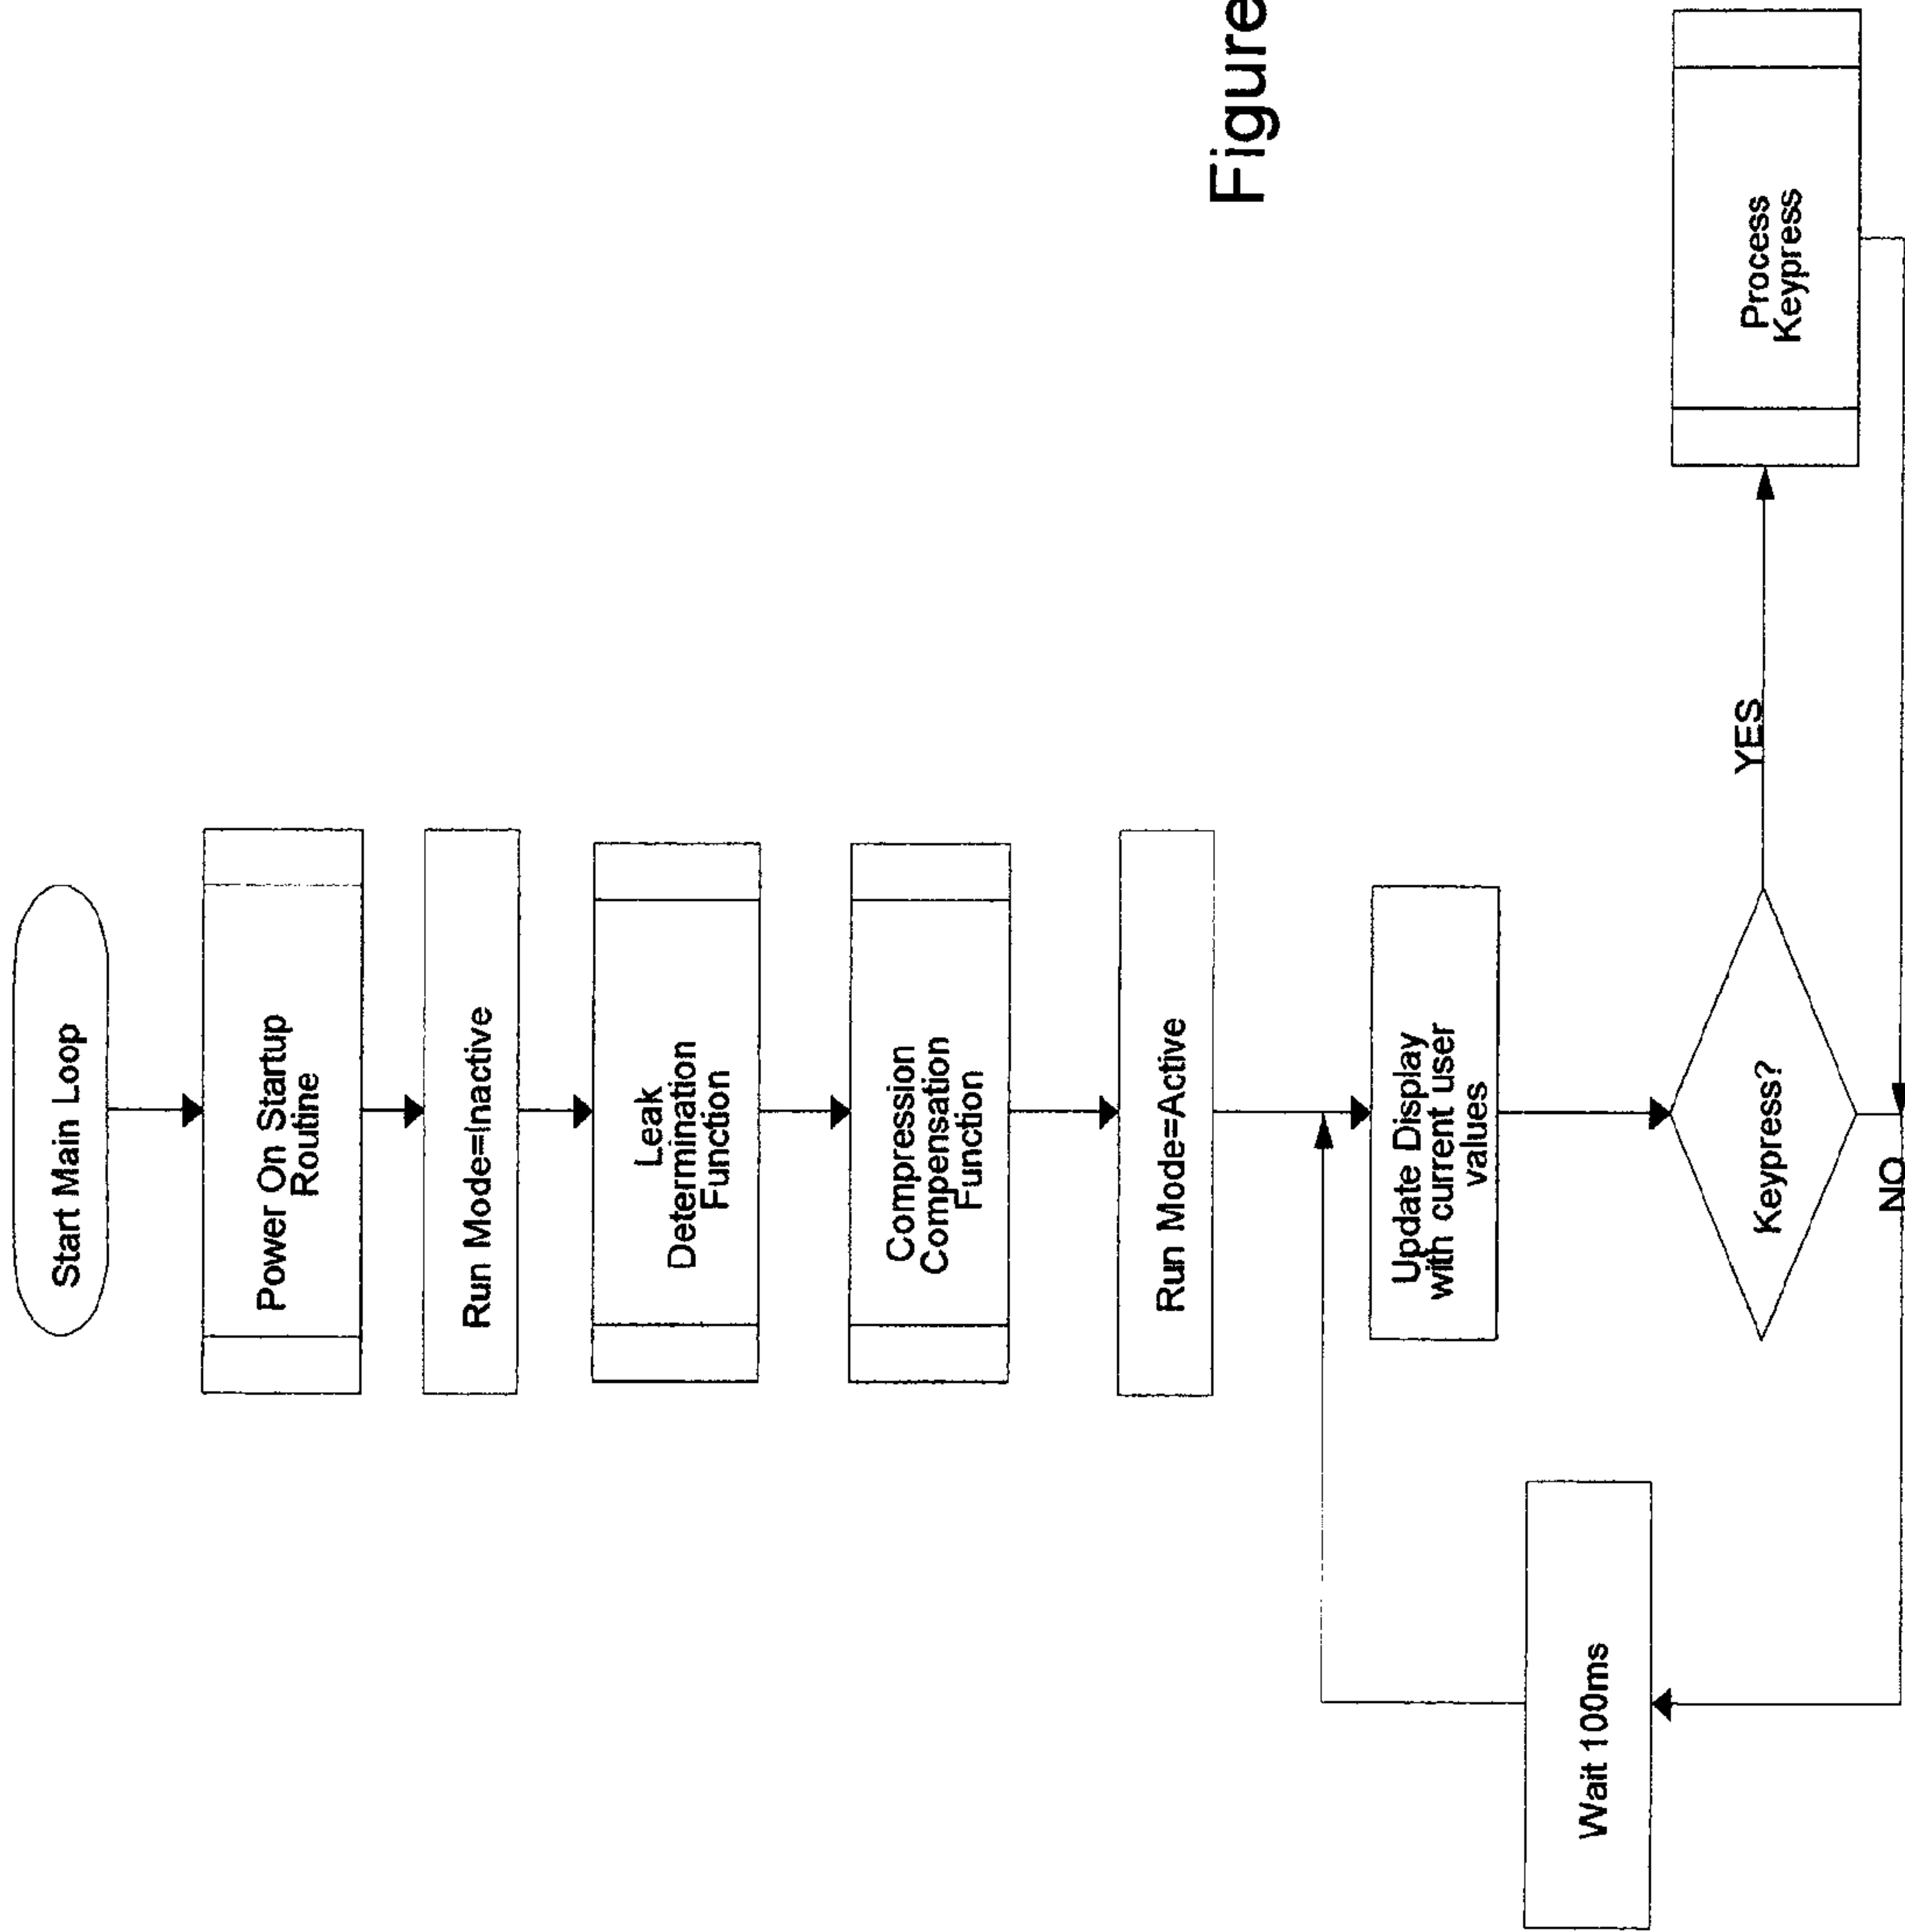 Start Main Loop
Power On Startup
Routine
Run Mode=Inactive
Leak
Determination
Function
Compression
Compensation
Function
Run Mode=Active
Update Display
with current user
values
Keypress?
YES
Process
Keypress
NO
Wait 100ms
Figure